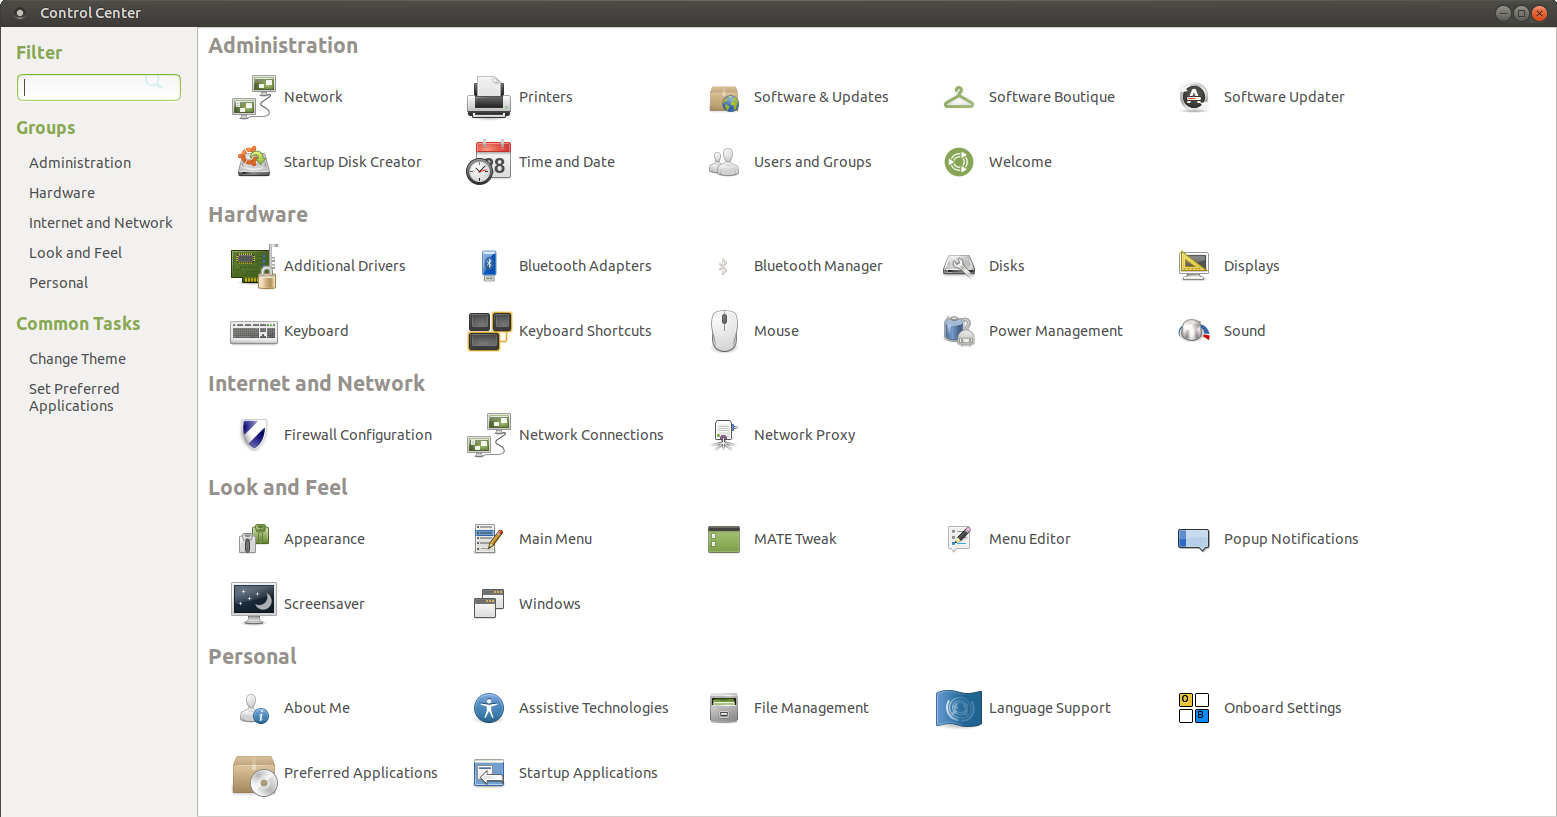 Control Center
Filter
Groups
Administration
Hardware
Internet and Network
Look and Feel
Personal
Common Tasks
Change Theme
Set Preferred
Applications
Administration
Network Printers Software & Updates Software Boutique Software Updater
Startup Disk Creator 28 Time and Date Users and Groups Welcome
Hardware
Additional Drivers Bluetooth Adapters Bluetooth Manager Disks Displays
Keyboard Keyboard Shortcuts Mouse Power Management Sound
Internet and Network
Firewall Configuration Network Connections Network Proxy
Look and Feel
Appearance Main Menu MATE Tweak Menu Editor Popup Notifications
Screensaver Windows
Personal
About Me Assistive Technologies File Management Language Support O B Onboard Settings
Preferred Applications Startup Applications